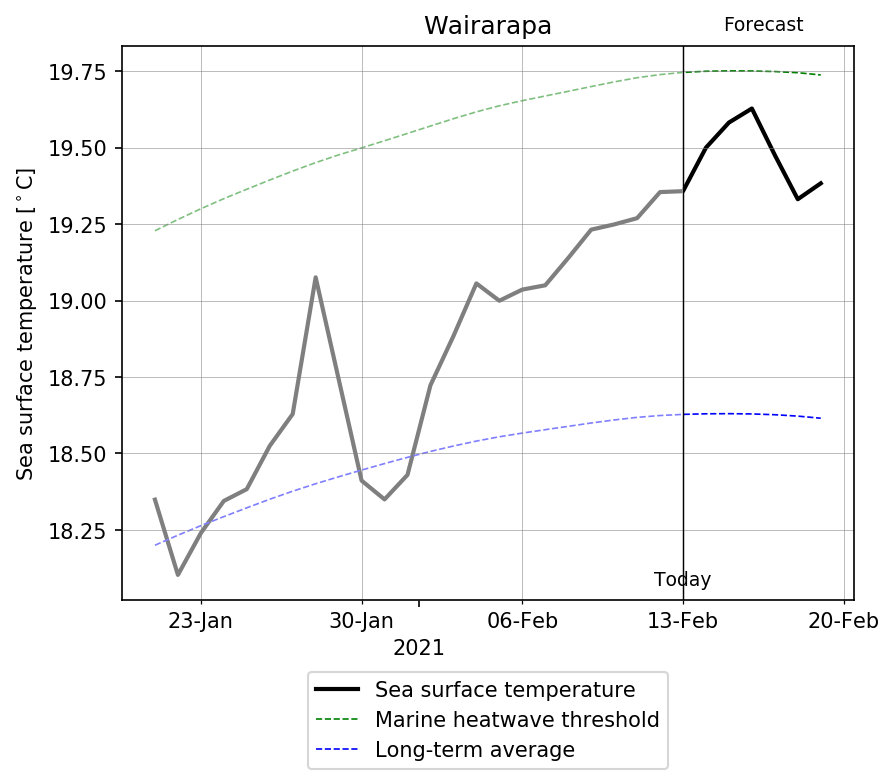 Wairarapa
Forecast
Sea surface temperature [°C]
19.75
19.50
19.25
19.00
18.75
18.50
18.25
Today
23-Jan 30-Jan 06-Feb 13-Feb 20-Feb
2021
Sea surface temperature
Marine heatwave threshold
Long-term average